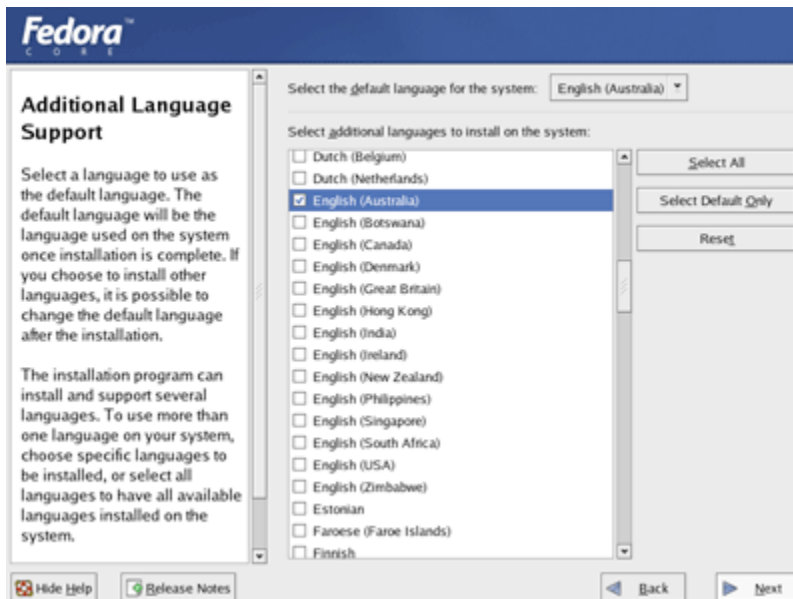 Fedora™
CORE
Additional Language
Support
Select a language to use as
the default language. The
default language will be the
language used on the system
once installation is complete. If
you choose to install other
languages, it is possible to
change the default language
after the installation.
The installation program can
install and support several
languages. To use more than
one language on your system,
choose specific languages to
be installed, or select all
languages to have all available
languages installed on the
system.
Select the default language for the system: English (Australia)
Select additional languages to install on the system:
Dutch (Belgium)
Dutch (Netherlands)
English (Australia)
English (Botswana)
English (Canada)
English (Denmark)
English (Great Britain)
English (Hong Kong)
English (India)
English (Ireland)
English (New Zealand)
English (Philippines)
English (Singapore)
English (South Africa)
English (USA)
English (Zimbabwe)
Estonian
Faroese (Faroe Islands)
Finnish
Select All
Select Default Only
Reset
Hide Help
Release Notes
Back
Next